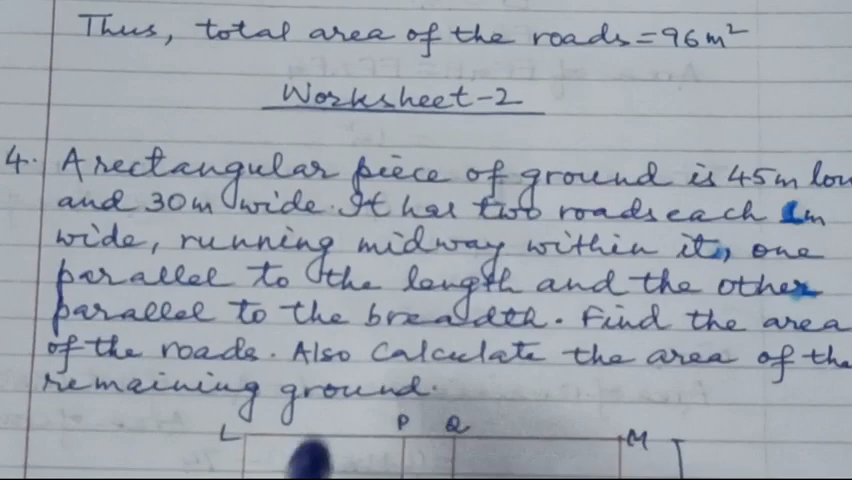 Thus, total area of the roads = 96m²
Worksheet-2
4. A rectangular piece of ground is 45m lon
and 30m wide. It has two roads each 1m
wide, running midway within it, one
parallel to the length and the other
parallel to the breadth. Find the area
of the roads. Also calculate the area of the
remaining ground.
L P Q M